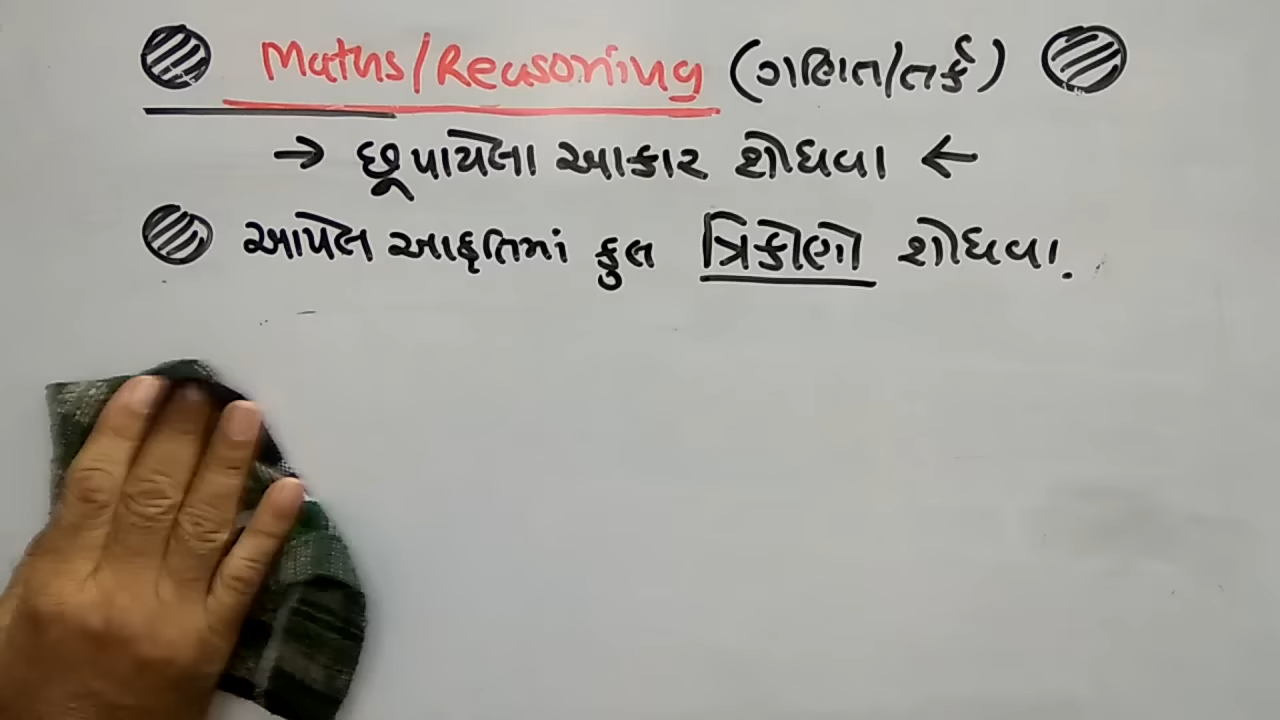 Maths/Reasoning (ગણિત/તર્ક)
→ છૂપાયેલા આકાર શોધવા ←
આપેલ આકૃતિમાં કુલ ત્રિકોણો શોધવા.